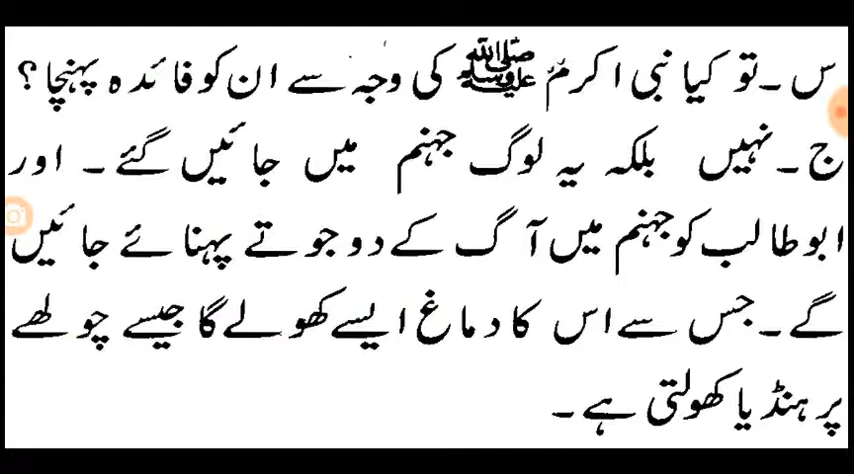 س ۔ تو کیا نبی اکرم ﷺ کی وجہ سے ان کو فائدہ پہنچا ؟
ج ۔ نہیں بلکہ یہ لوگ جہنم میں جائیں گئے ۔ اور
ابو طالب کو جہنم میں آگ کے دو جوتے پہنائے جائیں
گے ۔ جس سے اس کا دماغ ایسے کھولے گا جیسے چولھے
پر ہنڈیا کھولتی ہے ۔